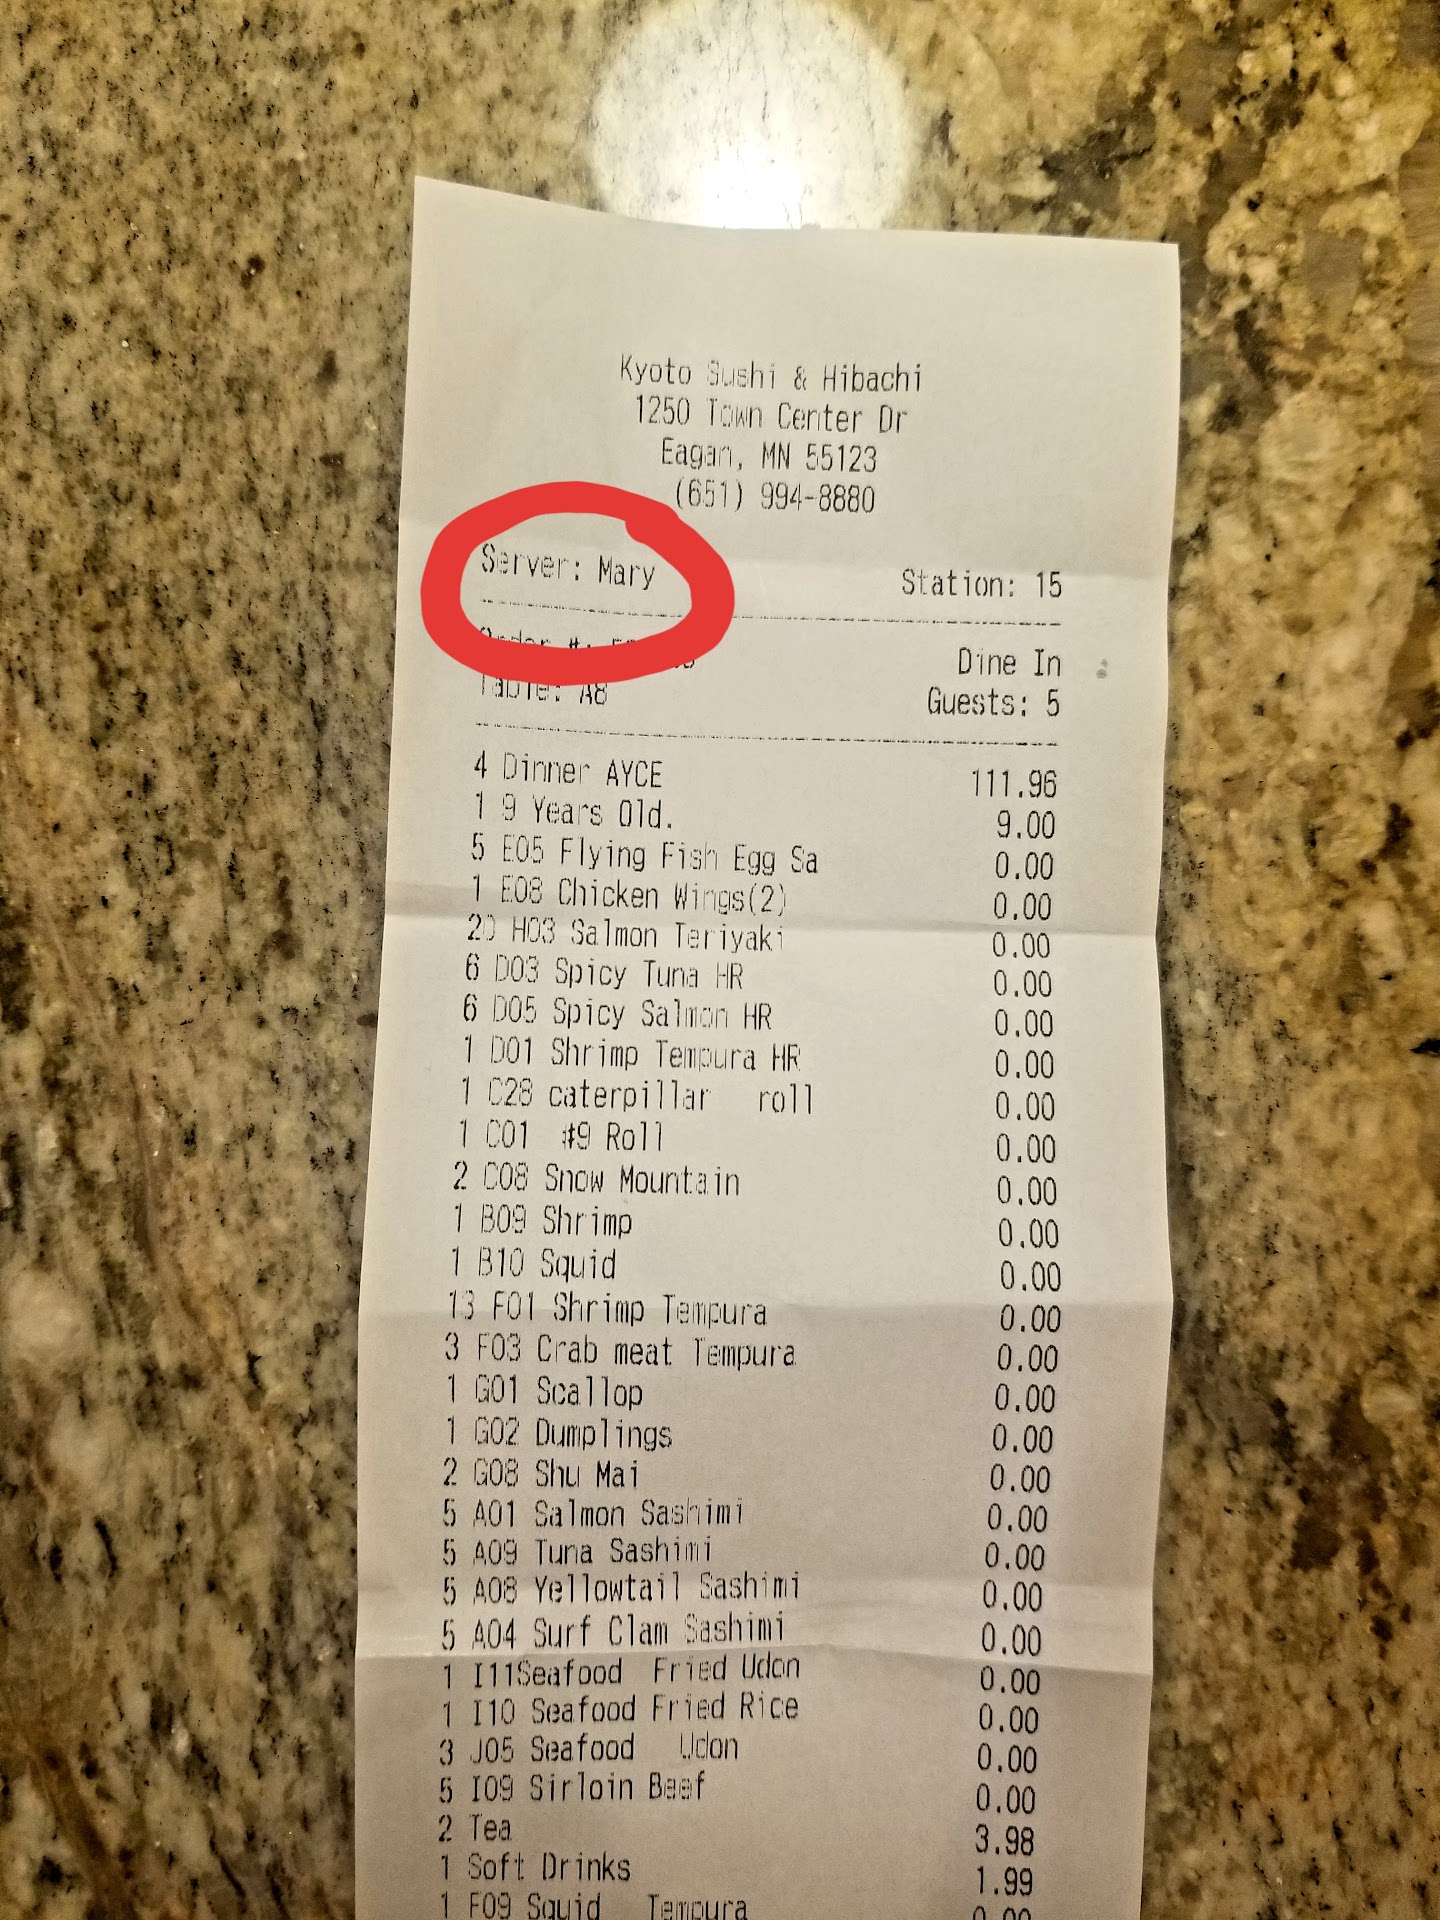 Kyoto Sushi & Hibachi
1250 Town Center Dr
Eagan, MN 55123
(651) 994-8880
Server: Mary Station: 15
Order #: Dine In
Table: A8 Guests: 5
4 Dinner AYCE 111.96
1 9 Years Old. 9.00
5 E05 Flying Fish Egg Sa 0.00
1 E08 Chicken Wings(2) 0.00
20 H03 Salmon Teriyaki 0.00
6 D03 Spicy Tuna HR 0.00
6 D05 Spicy Salmon HR 0.00
1 D01 Shrimp Tempura HR 0.00
1 C28 caterpillar roll 0.00
1 C01 #9 Roll 0.00
2 C08 Snow Mountain 0.00
1 B09 Shrimp 0.00
1 B10 Squid 0.00
13 F01 Shrimp Tempura 0.00
3 F03 Crab meat Tempura 0.00
1 G01 Scallop 0.00
1 G02 Dumplings 0.00
2 G08 Shu Mai 0.00
5 A01 Salmon Sashimi 0.00
5 A09 Tuna Sashimi 0.00
5 A08 Yellowtail Sashimi 0.00
5 A04 Surf Clam Sashimi 0.00
1 I11Seafood Fried Udon 0.00
1 I10 Seafood Fried Rice 0.00
3 J05 Seafood Udon 0.00
5 I09 Sirloin Beef 0.00
2 Tea 3.98
1 Soft Drinks 1.99
1 F09 Squid Tempura 0.00